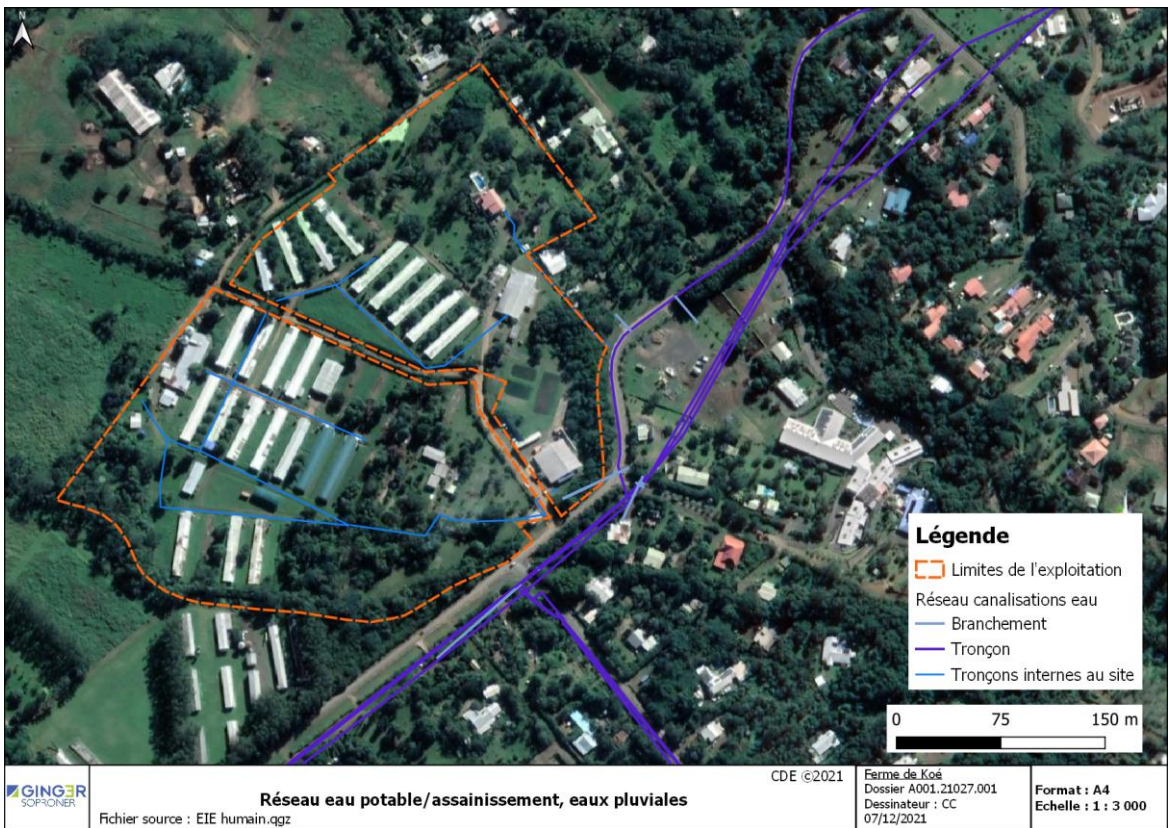 N
Légende
Limites de l'exploitation
Réseau canalisations eau
Branchement
Tronçon
Tronçons internes au site
0 75 150 m
GINGER
SOPRONER
CDE ©2021
Réseau eau potable/assainissement, eaux pluviales
Fichier source : EIE humain.qgz
Ferme de Koé
Dossier A001.21027.001
Dessinateur : CC
07/12/2021
Format : A4
Echelle : 1 : 3 000